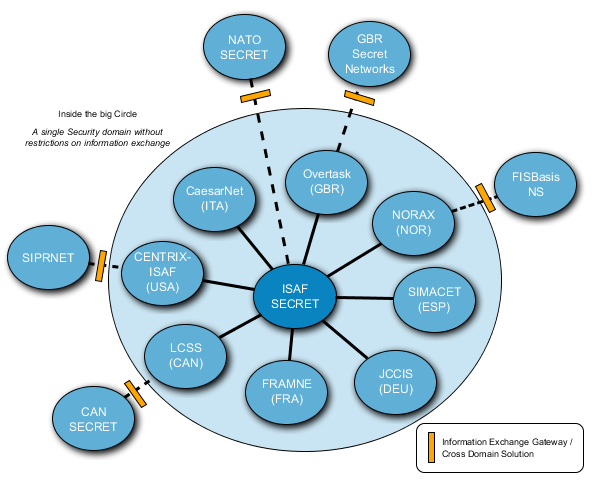 NATO
SECRET
GBR
Secret
Networks
Inside the big Circle
A single Security domain without
restrictions on information exchange
CaesarNet
(ITA)
Overtask
(GBR)
FISBasis
NS
NORAX
(NOR)
SIPRNET
CENTRIX-
ISAF
(USA)
ISAF
SECRET
SIMACET
(ESP)
LCSS
(CAN)
FRAMNE
(FRA)
JCCIS
(DEU)
CAN
SECRET
Information Exchange Gateway /
Cross Domain Solution